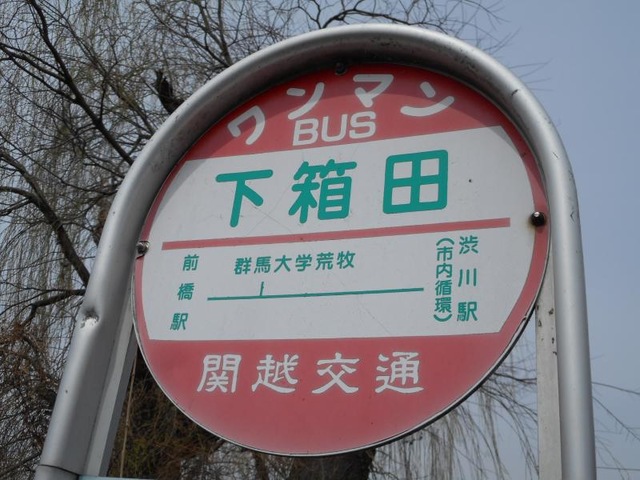 ワンマン
BUS
下箱田
前橋駅
群馬大学荒牧
渋川駅
(市内循環)
関越交通